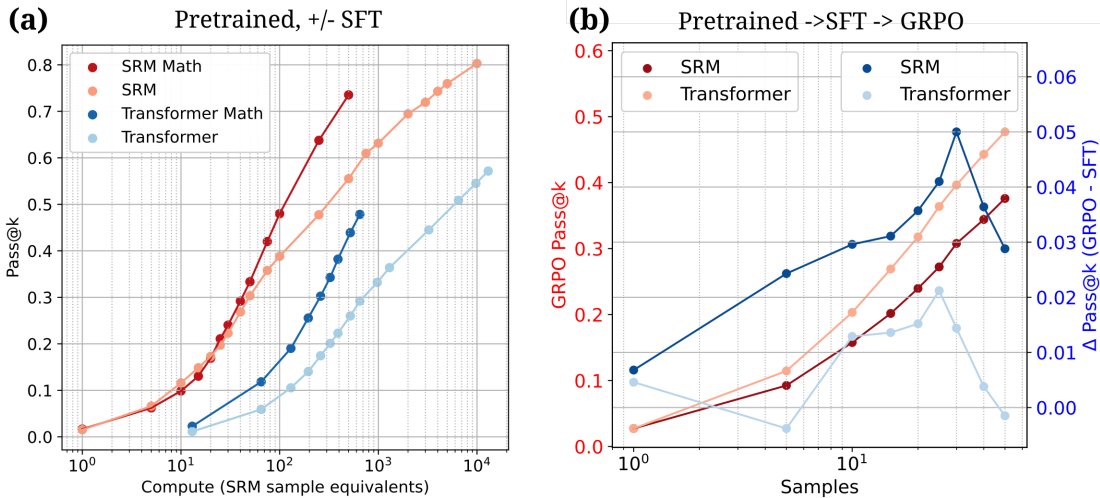 (a)
Pretrained, +/- SFT
0.8
0.7
0.6
0.5
0.4
0.3
0.2
0.1
0.0
Pass@k
SRM Math
SRM
Transformer Math
Transformer
10^0
10^1
10^2
10^3
10^4
Compute (SRM sample equivalents)
(b)
Pretrained ->SFT -> GRPO
0.6
0.5
0.4
0.3
0.2
0.1
0.0
GRPO Pass@k
SRM
Transformer
SRM
Transformer
0.06
0.05
0.04
0.03
0.02
0.01
0.00
Δ Pass@k (GRPO - SFT)
10^0
10^1
Samples